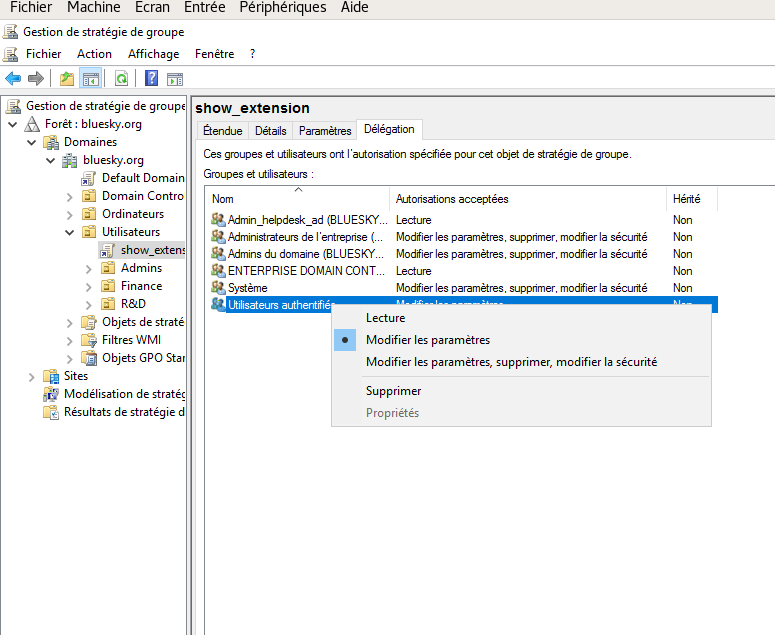 Fichier Machine Ecran Entrée Périphériques Aide
Gestion de stratégie de groupe
Fichier Action Affichage Fenêtre ?
Gestion de stratégie de groupe
Forêt : bluesky.org
Domaines
bluesky.org
Default Domain
Domain Contro
Ordinateurs
Utilisateurs
show_extens
Admins
Finance
R&D
Objets de straté
Filtres WMI
Objets GPO Star
Sites
Modélisation de stratég
Résultats de stratégie d
show_extension
Étendue Détails Paramètres Délégation
Ces groupes et utilisateurs ont l'autorisation spécifiée pour cet objet de stratégie de groupe.
Groupes et utilisateurs :
Nom Autorisations acceptées Hérité
Admin_helpdesk_ad (BLUESKY... Lecture Non
Administrateurs de l'entreprise (... Modifier les paramètres, supprimer, modifier la sécurité Non
Admins du domaine (BLUESKY... Modifier les paramètres, supprimer, modifier la sécurité Non
ENTERPRISE DOMAIN CONT... Lecture Non
Système Modifier les paramètres, supprimer, modifier la sécurité Non
Utilisateurs authentifiés Modifier les paramètres Non
Lecture
Modifier les paramètres
Modifier les paramètres, supprimer, modifier la sécurité
Supprimer
Propriétés